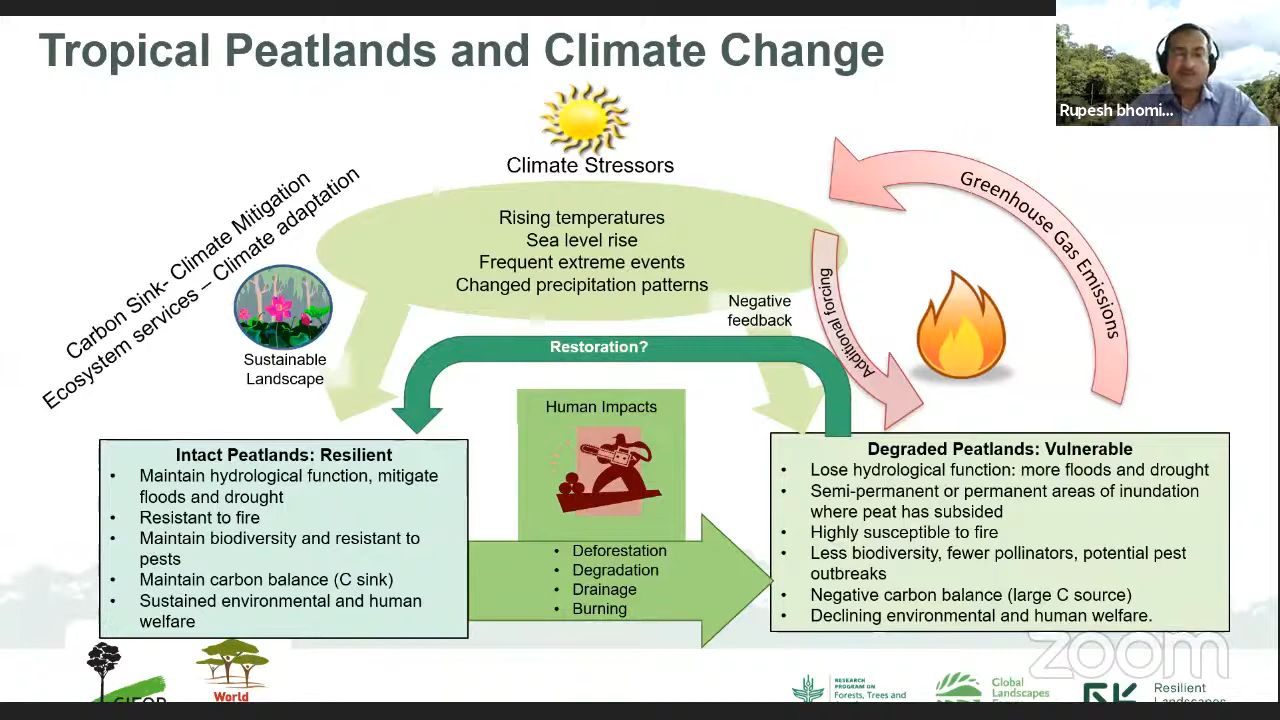 Tropical Peatlands and Climate Change
Rupesh bhomi...
Climate Stressors
Rising temperatures
Sea level rise
Frequent extreme events
Changed precipitation patterns
Carbon Sink- Climate Mitigation
Ecosystem services – Climate adaptation
Sustainable
Landscape
Negative
feedback
Additional forcing
Greenhouse Gas Emissions
Restoration?
Human Impacts
Intact Peatlands: Resilient
• Maintain hydrological function, mitigate
floods and drought
• Resistant to fire
• Maintain biodiversity and resistant to
pests
• Maintain carbon balance (C sink)
• Sustained environmental and human
welfare
• Deforestation
• Degradation
• Drainage
• Burning
Degraded Peatlands: Vulnerable
• Lose hydrological function: more floods and drought
• Semi-permanent or permanent areas of inundation
where peat has subsided
• Highly susceptible to fire
• Less biodiversity, fewer pollinators, potential pest
outbreaks
• Negative carbon balance (large C source)
• Declining environmental and human welfare.
zoom
CIFOR
World
RESEARCH
PROGRAM ON
Forests, Trees and
Global
Landscapes
Resilient
Landscapes